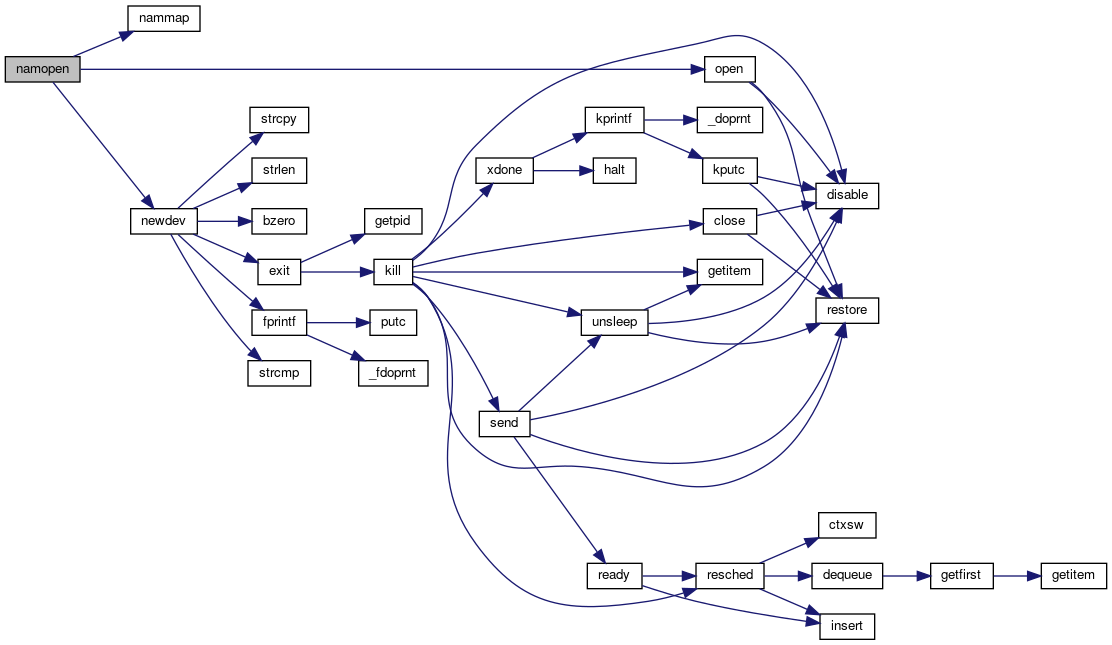 nammap
namopen
open
strcpy
kprintf
_doprnt
strlen
xdone
halt
kputc
disable
newdev
bzero
getpid
close
exit
kill
getitem
restore
fprintf
putc
unsleep
strcmp
_fdoprnt
send
ctxsw
ready
resched
dequeue
getfirst
getitem
insert